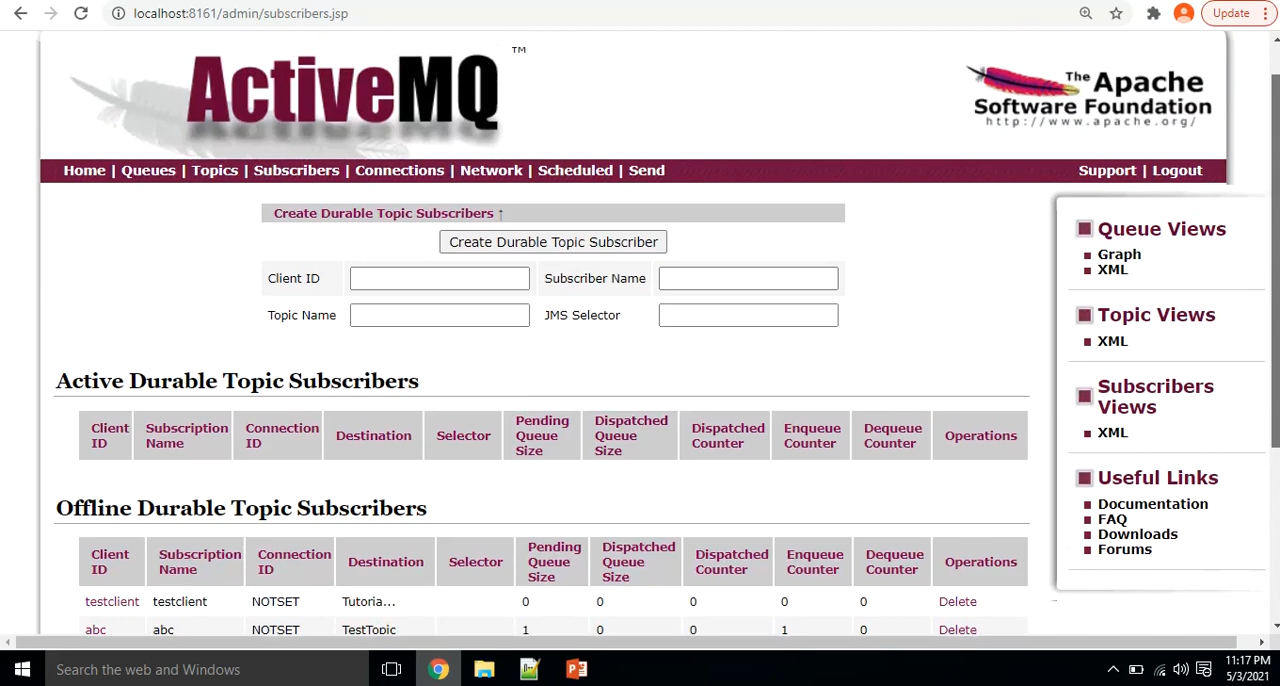 localhost:8161/admin/subscribers.jsp
Update
ActiveMQ ™
The Apache
Software Foundation
http://www.apache.org/
Home | Queues | Topics | Subscribers | Connections | Network | Scheduled | Send
Support | Logout
Create Durable Topic Subscribers ↑
Create Durable Topic Subscriber
Client ID
Subscriber Name
Topic Name
JMS Selector
Active Durable Topic Subscribers
Client ID
Subscription Name
Connection ID
Destination
Selector
Pending Queue Size
Dispatched Queue Size
Dispatched Counter
Enqueue Counter
Dequeue Counter
Operations
Offline Durable Topic Subscribers
Client ID
Subscription Name
Connection ID
Destination
Selector
Pending Queue Size
Dispatched Queue Size
Dispatched Counter
Enqueue Counter
Dequeue Counter
Operations
testclient testclient NOTSET Tutoria... 0 0 0 0 0 Delete
abc abc NOTSET TestTopic 1 0 0 1 0 Delete
Queue Views
Graph
XML
Topic Views
XML
Subscribers
Views
XML
Useful Links
Documentation
FAQ
Downloads
Forums
Search the web and Windows
11:17 PM
5/3/2021